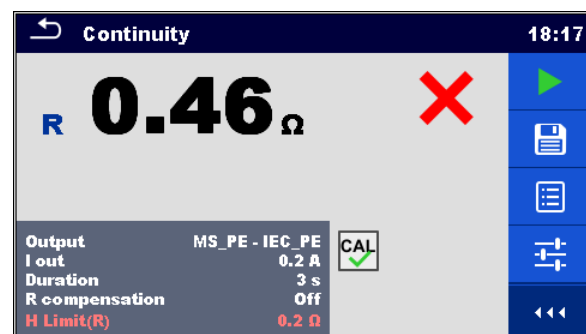 Continuity
18:17
R 0.46 Ω
Output MS_PE - IEC_PE
I out 0.2 A
Duration 3 s
R compensation Off
H Limit(R) 0.2 Ω
CAL